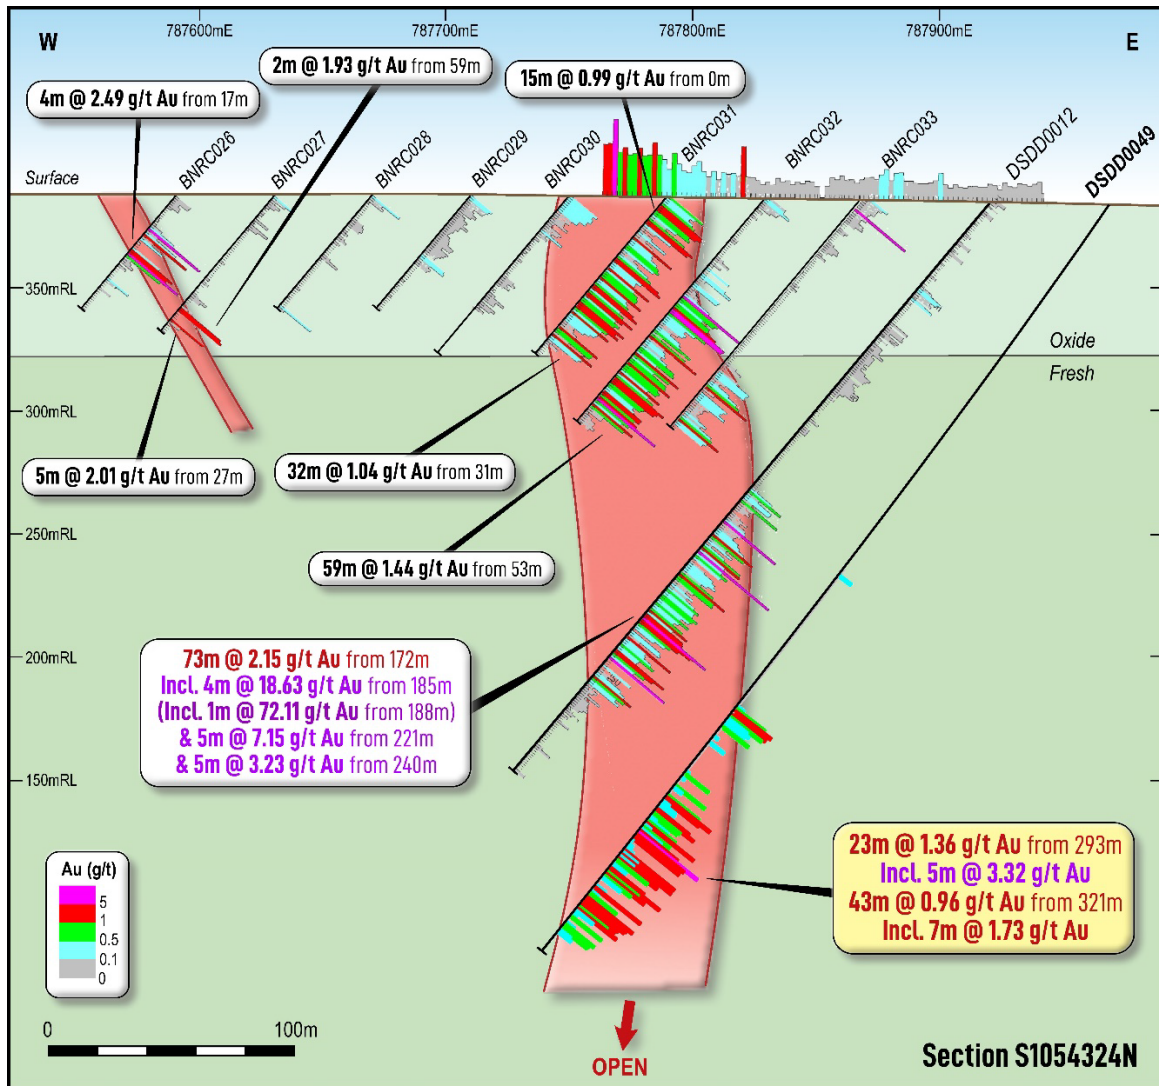 787600mE
787700mE
787800mE
787900mE
W
E
2m @ 1.93 g/t Au from 59m
15m @ 0.99 g/t Au from 0m
4m @ 2.49 g/t Au from 17m
BNRC026
BNRC027
BNRC028
BNRC029
BNRC030
BNRC031
BNRC032
BNRC033
DSDD0012
DSDD0049
Surface
350mRL
Oxide
Fresh
300mRL
5m @ 2.01 g/t Au from 27m
32m @ 1.04 g/t Au from 31m
250mRL
59m @ 1.44 g/t Au from 53m
200mRL
73m @ 2.15 g/t Au from 172m
Incl. 4m @ 18.63 g/t Au from 185m
(Incl. 1m @ 72.11 g/t Au from 188m)
& 5m @ 7.15 g/t Au from 221m
& 5m @ 3.23 g/t Au from 240m
150mRL
23m @ 1.36 g/t Au from 293m
Incl. 5m @ 3.32 g/t Au
43m @ 0.96 g/t Au from 321m
Incl. 7m @ 1.73 g/t Au
Au (g/t)
5
1
0.5
0.1
0
0
100m
OPEN
Section S1054324N